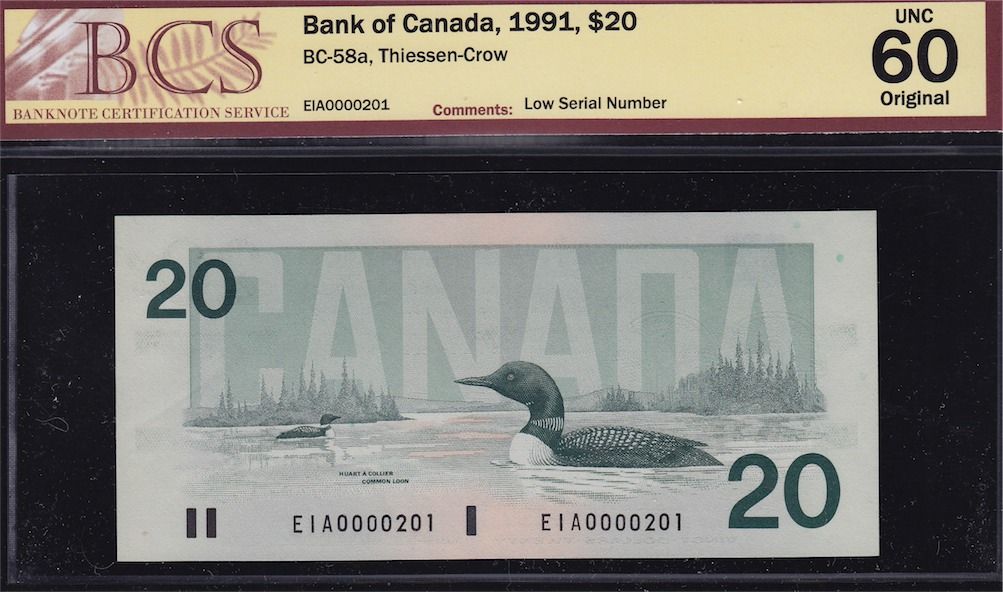 BCS
BANKNOTE CERTIFICATION SERVICE
Bank of Canada, 1991, $20
BC-58a, Thiessen-Crow
EIA0000201
Comments: Low Serial Number
UNC
60
Original
CANADA
20
HUART À COLLIER
COMMON LOON
20
EIA0000201
EIA0000201